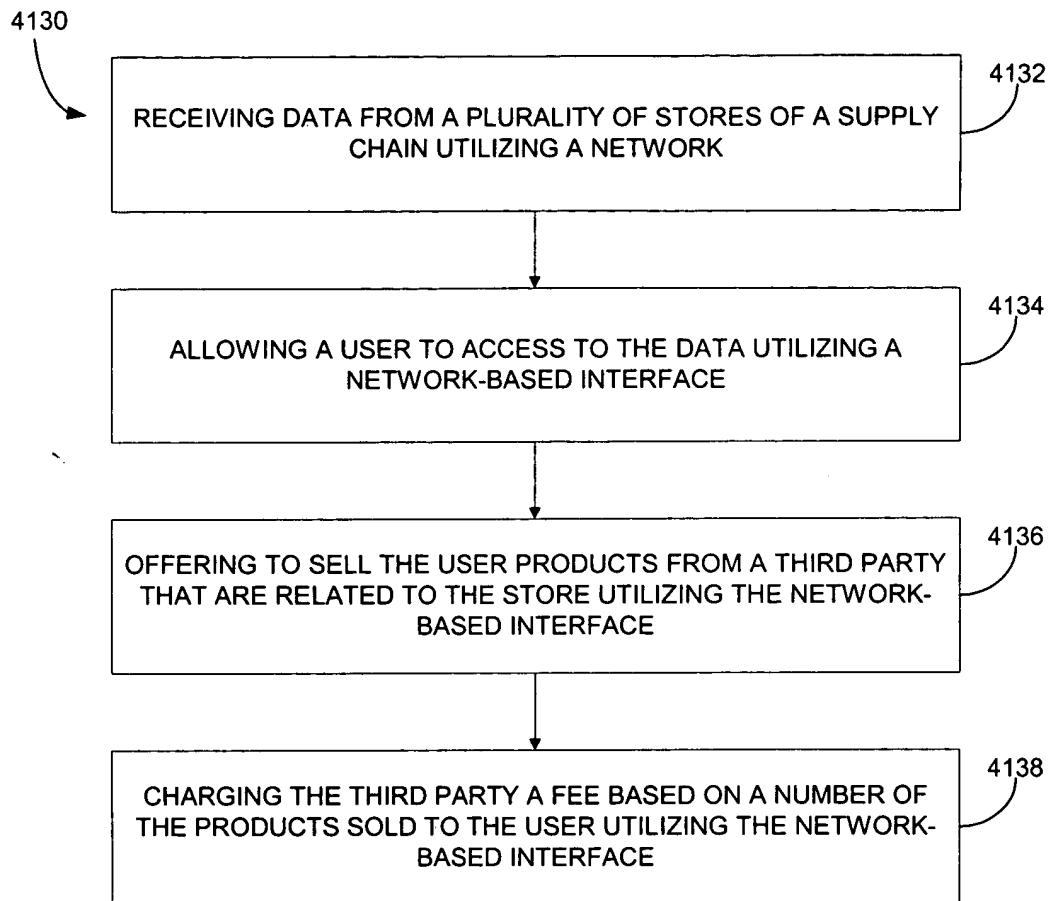 4130
4132
RECEIVING DATA FROM A PLURALITY OF STORES OF A SUPPLY
CHAIN UTILIZING A NETWORK
4134
ALLOWING A USER TO ACCESS TO THE DATA UTILIZING A
NETWORK-BASED INTERFACE
4136
OFFERING TO SELL THE USER PRODUCTS FROM A THIRD PARTY
THAT ARE RELATED TO THE STORE UTILIZING THE NETWORK-
BASED INTERFACE
4138
CHARGING THE THIRD PARTY A FEE BASED ON A NUMBER OF
THE PRODUCTS SOLD TO THE USER UTILIZING THE NETWORK-
BASED INTERFACE